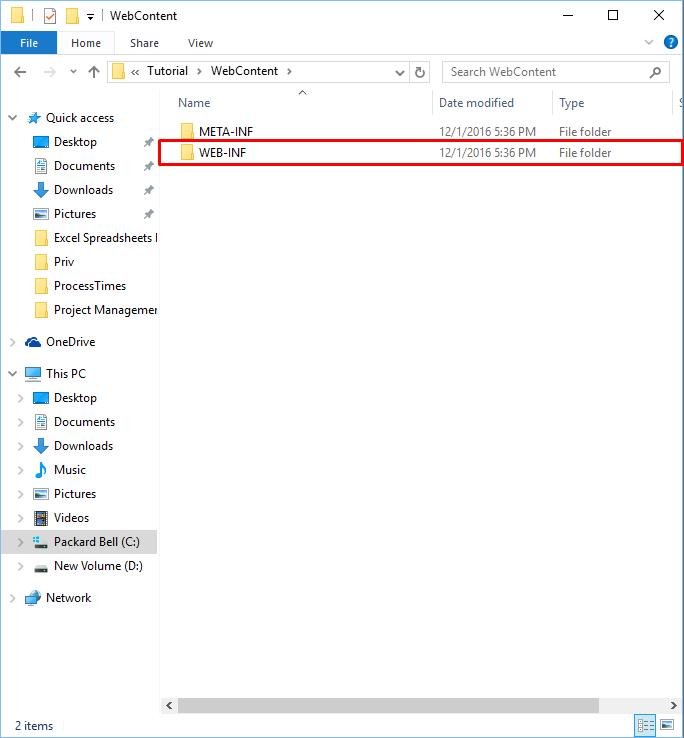 WebContent
File Home Share View
« Tutorial > WebContent >
Search WebContent
Name Date modified Type S
META-INF 12/1/2016 5:36 PM File folder
WEB-INF 12/1/2016 5:36 PM File folder
Quick access
Desktop
Documents
Downloads
Pictures
Excel Spreadsheets I
Priv
ProcessTimes
Project Managemer
OneDrive
This PC
Desktop
Documents
Downloads
Music
Pictures
Videos
Packard Bell (C:)
New Volume (D:)
Network
2 items